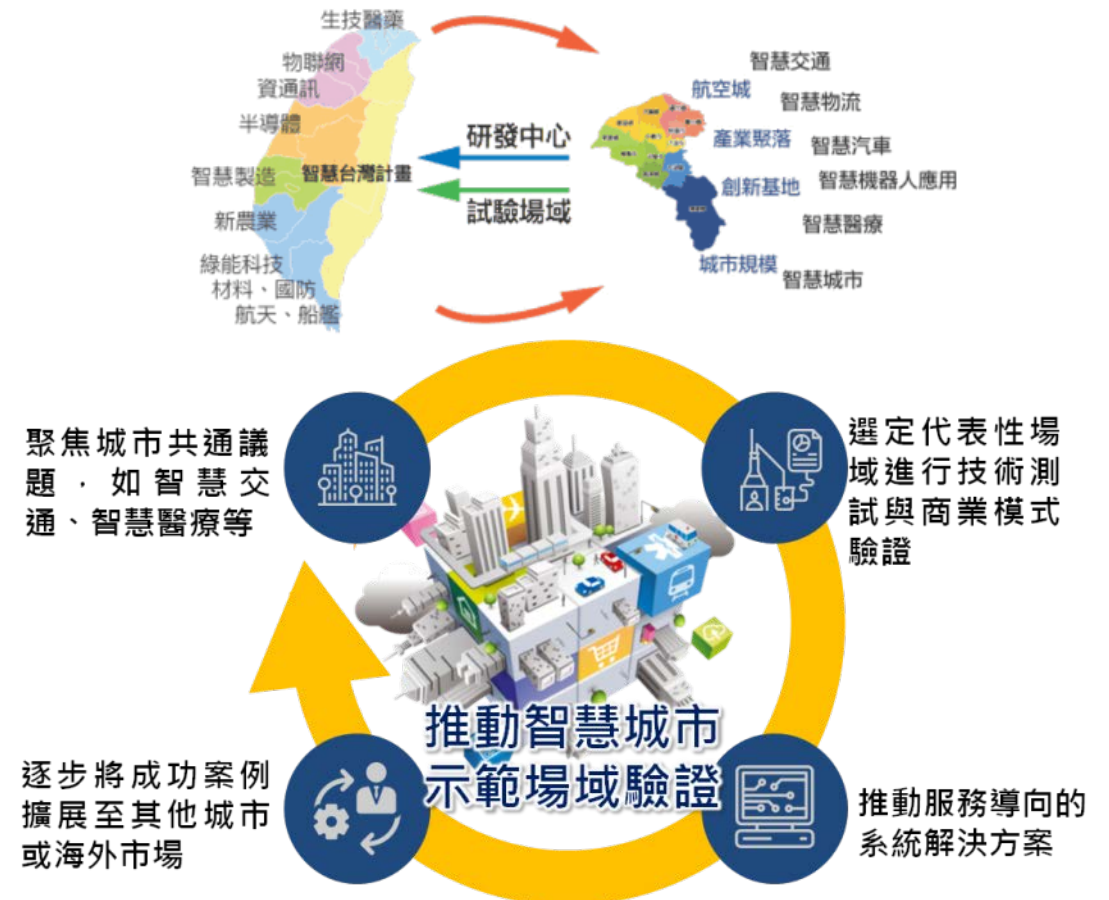 生技醫藥
物聯網
資通訊
半導體
智慧製造
智慧台灣計畫
新農業
綠能科技
材料、國防
航天、船艦
研發中心
試驗場域
智慧交通
航空城
智慧物流
產業聚落
智慧汽車
創新基地
智慧機器人應用
智慧醫療
城市規模
智慧城市
聚焦城市共通議
題，如智慧交
通、智慧醫療等
選定代表性場
域進行技術測
試與商業模式
驗證
推動智慧城市
示範場域驗證
逐步將成功案例
擴展至其他城市
或海外市場
推動服務導向的
系統解決方案